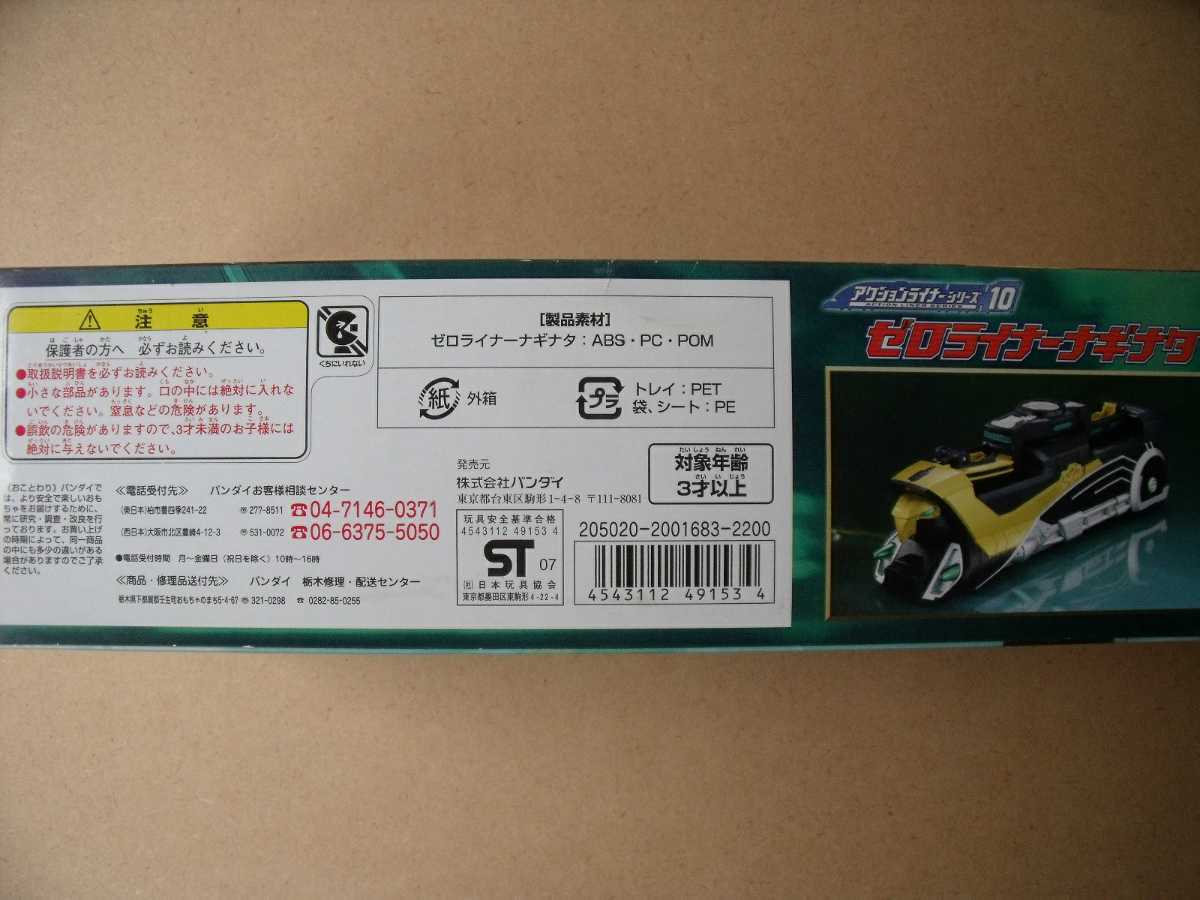 注意
保護者の方へ 必ずお読みください。
●取扱説明書を必ずお読みください。
●小さな部品があります。口の中には絶対に入れな
いでください。窒息などの危険があります。
●誤飲の危険がありますので、3才未満のお子様には
絶対に与えないでください。
くちにいれない
(おことわり)バンダイで
は、より安全で楽しいおも
ちゃをお届けするために、
常に研究・調査・改良を行
っております。お買い上げ
の時期によって、同一商品
の中にも多少の違いがある
場合がありますのでご了承
ください。
≪電話受付先≫ バンダイお客様相談センター
(東日本)柏市豊四季241-22 〠277-8511 ☎04-7146-0371
(西日本)大阪市北区豊崎4-12-3 〠531-0072 ☎06-6375-5050
●電話受付時間 月〜金曜日(祝日を除く)10時〜16時
≪商品・修理品送付先≫ バンダイ 栃木修理・配送センター
栃木県下都賀郡壬生町おもちゃのまち5-4-67 〠321-0298 ☎0282-85-0255
[製品素材]
ゼロライナーナギナタ:ABS・PC・POM
紙 外箱
プラ トレイ:PET
袋、シート:PE
発売元
株式会社バンダイ
東京都台東区駒形1-4-8 〒111-8081
対象年齢
3才以上
玩具安全基準合格
4543112 49153 4
ST 07
(社)日本玩具協会
東京都墨田区東駒形4-22-4
205020-2001683-2200
4543112 49153 4
アクションライナーシリーズ 10
ACTION LINER SERIES
ゼロライナーナギナタ